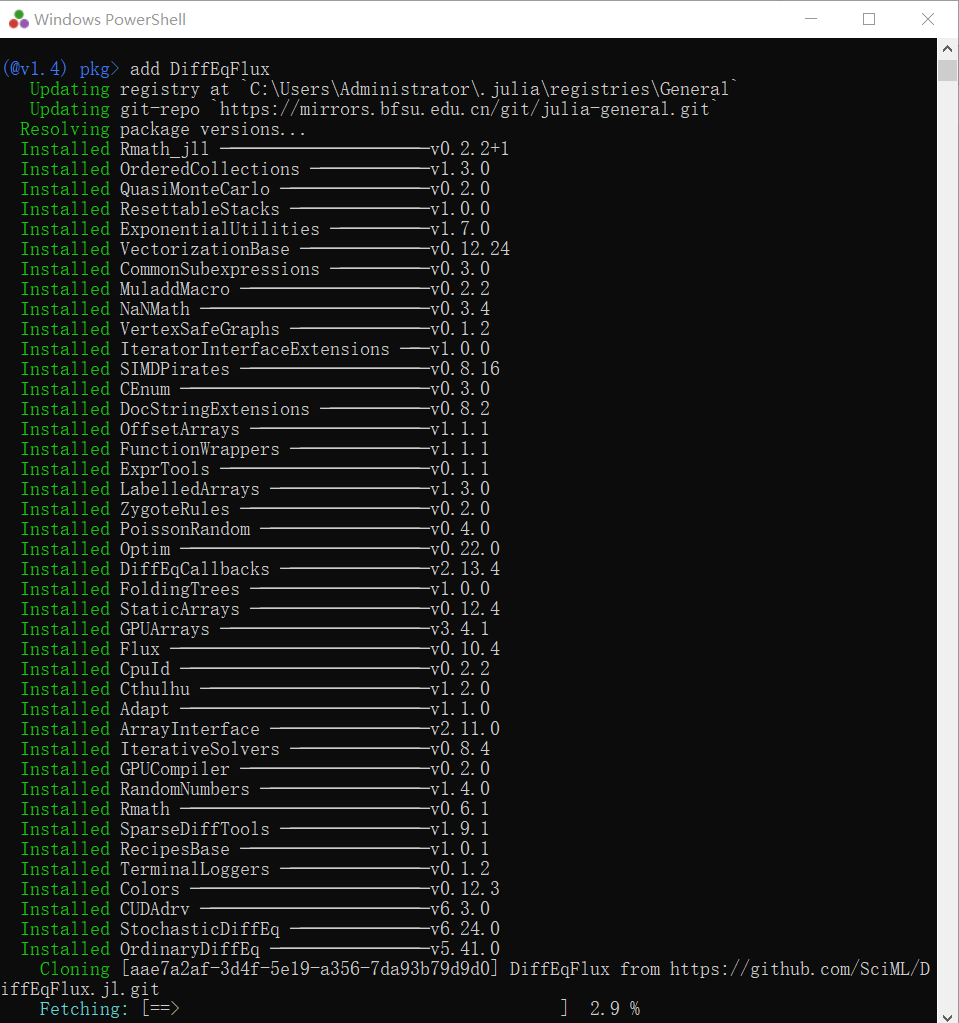 Windows PowerShell
(@v1.4) pkg> add DiffEqFlux
Updating registry at `C:\Users\Administrator\.julia\registries\General`
Updating git-repo `https://mirrors.bfsu.edu.cn/git/julia-general.git`
Resolving package versions...
Installed Rmath_jll ─────────────────────v0.2.2+1
Installed OrderedCollections ────────────v1.3.0
Installed QuasiMonteCarlo ───────────────v0.2.0
Installed ResettableStacks ──────────────v1.0.0
Installed ExponentialUtilities ──────────v1.7.0
Installed VectorizationBase ─────────────v0.12.24
Installed CommonSubexpressions ──────────v0.3.0
Installed MuladdMacro ───────────────────v0.2.2
Installed NaNMath ───────────────────────v0.3.4
Installed VertexSafeGraphs ──────────────v0.1.2
Installed IteratorInterfaceExtensions ───v1.0.0
Installed SIMDPirates ───────────────────v0.8.16
Installed CEnum ─────────────────────────v0.3.0
Installed DocStringExtensions ───────────v0.8.2
Installed OffsetArrays ──────────────────v1.1.1
Installed FunctionWrappers ──────────────v1.1.1
Installed ExprTools ─────────────────────v0.1.1
Installed LabelledArrays ────────────────v1.3.0
Installed ZygoteRules ───────────────────v0.2.0
Installed PoissonRandom ─────────────────v0.4.0
Installed Optim ─────────────────────────v0.22.0
Installed DiffEqCallbacks ───────────────v2.13.4
Installed FoldingTrees ──────────────────v1.0.0
Installed StaticArrays ──────────────────v0.12.4
Installed GPUArrays ─────────────────────v3.4.1
Installed Flux ──────────────────────────v0.10.4
Installed CpuId ─────────────────────────v0.2.2
Installed Cthulhu ───────────────────────v1.2.0
Installed Adapt ─────────────────────────v1.1.0
Installed ArrayInterface ────────────────v2.11.0
Installed IterativeSolvers ──────────────v0.8.4
Installed GPUCompiler ───────────────────v0.2.0
Installed RandomNumbers ─────────────────v1.4.0
Installed Rmath ─────────────────────────v0.6.1
Installed SparseDiffTools ───────────────v1.9.1
Installed RecipesBase ───────────────────v1.0.1
Installed TerminalLoggers ───────────────v0.1.2
Installed Colors ────────────────────────v0.12.3
Installed CUDAdrv ───────────────────────v6.3.0
Installed StochasticDiffEq ──────────────v6.24.0
Installed OrdinaryDiffEq ────────────────v5.41.0
Cloning [aae7a2af-3d4f-5e19-a356-7da93b79d9d0] DiffEqFlux from https://github.com/SciML/D
iffEqFlux.jl.git
Fetching: [==>                                      ]  2.9 %